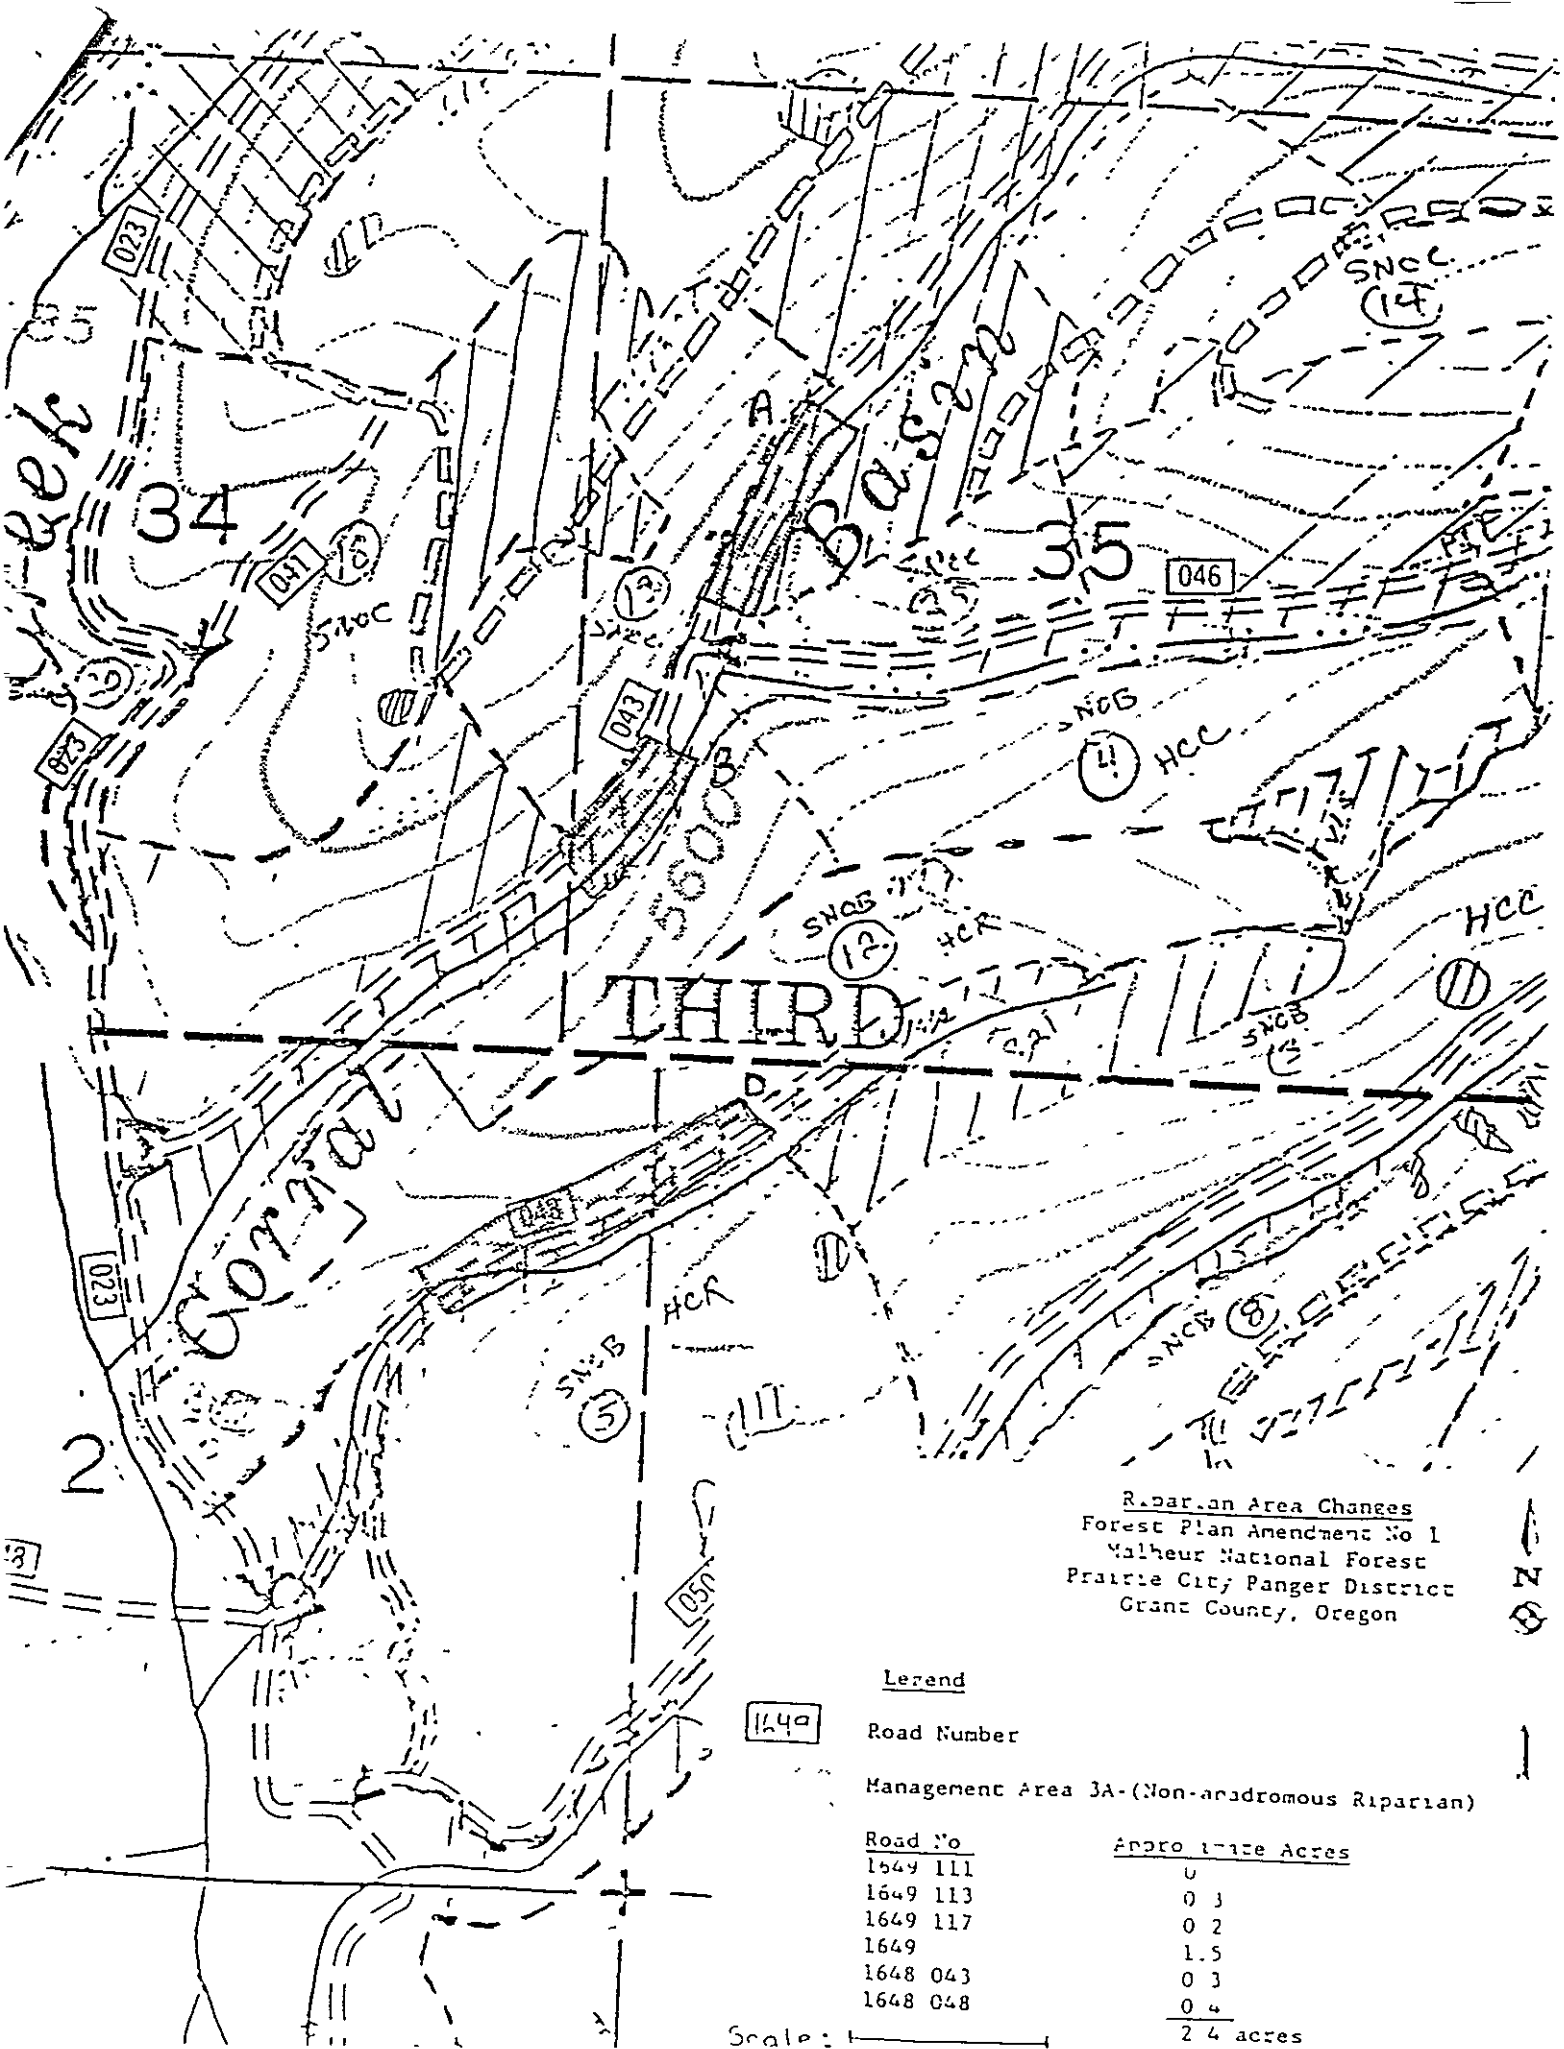 023
SNOC
14
A
Basin
34
35
041
18
046
SNOC
13
023
043
SNOB
11
HCC
B
5600
SNOB
12
HCR
HCC
11
THIRD
SNOB
D
Corral
048
023
HCR
SNOB
5
SNOB
8
2
050
Riparian Area Changes
Forest Plan Amendment No 1
Malheur National Forest
Prairie City Ranger District
Grant County, Oregon
N
Legend
1649
Road Number
Management Area 3A-(Non-anadromous Riparian)
Road No Approximate Acres
1649 111 0
1649 113 0 3
1649 117 0 2
1649 1.5
1648 043 0 3
1648 048 0 4
2 4 acres
Scale: